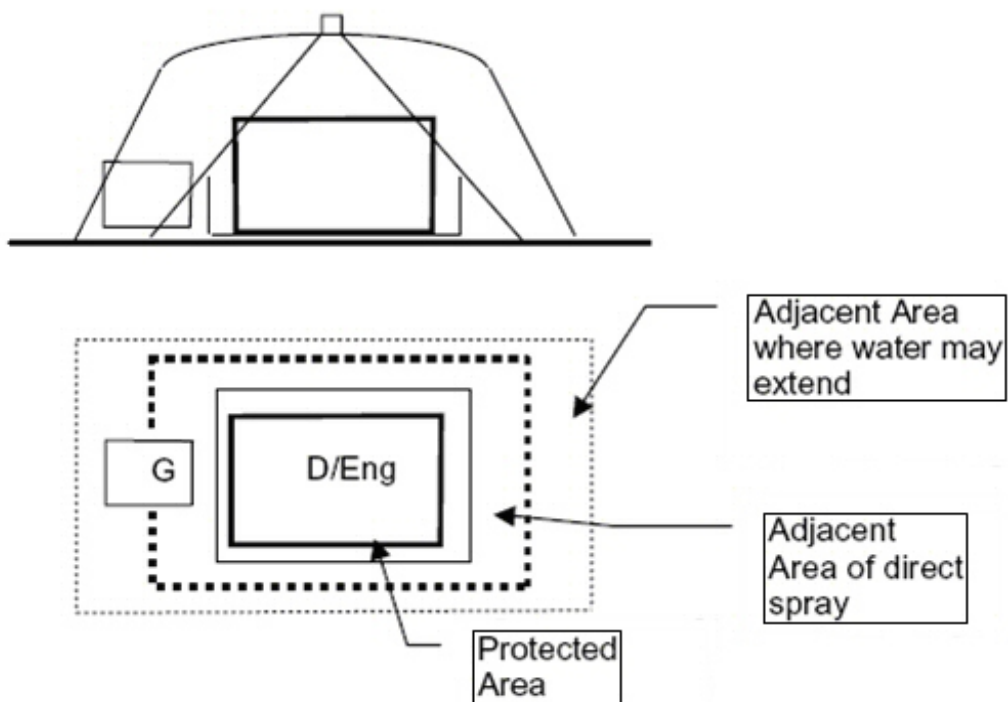 Adjacent Area
where water may
extend
G
D/Eng
Adjacent
Area of direct
spray
Protected
Area